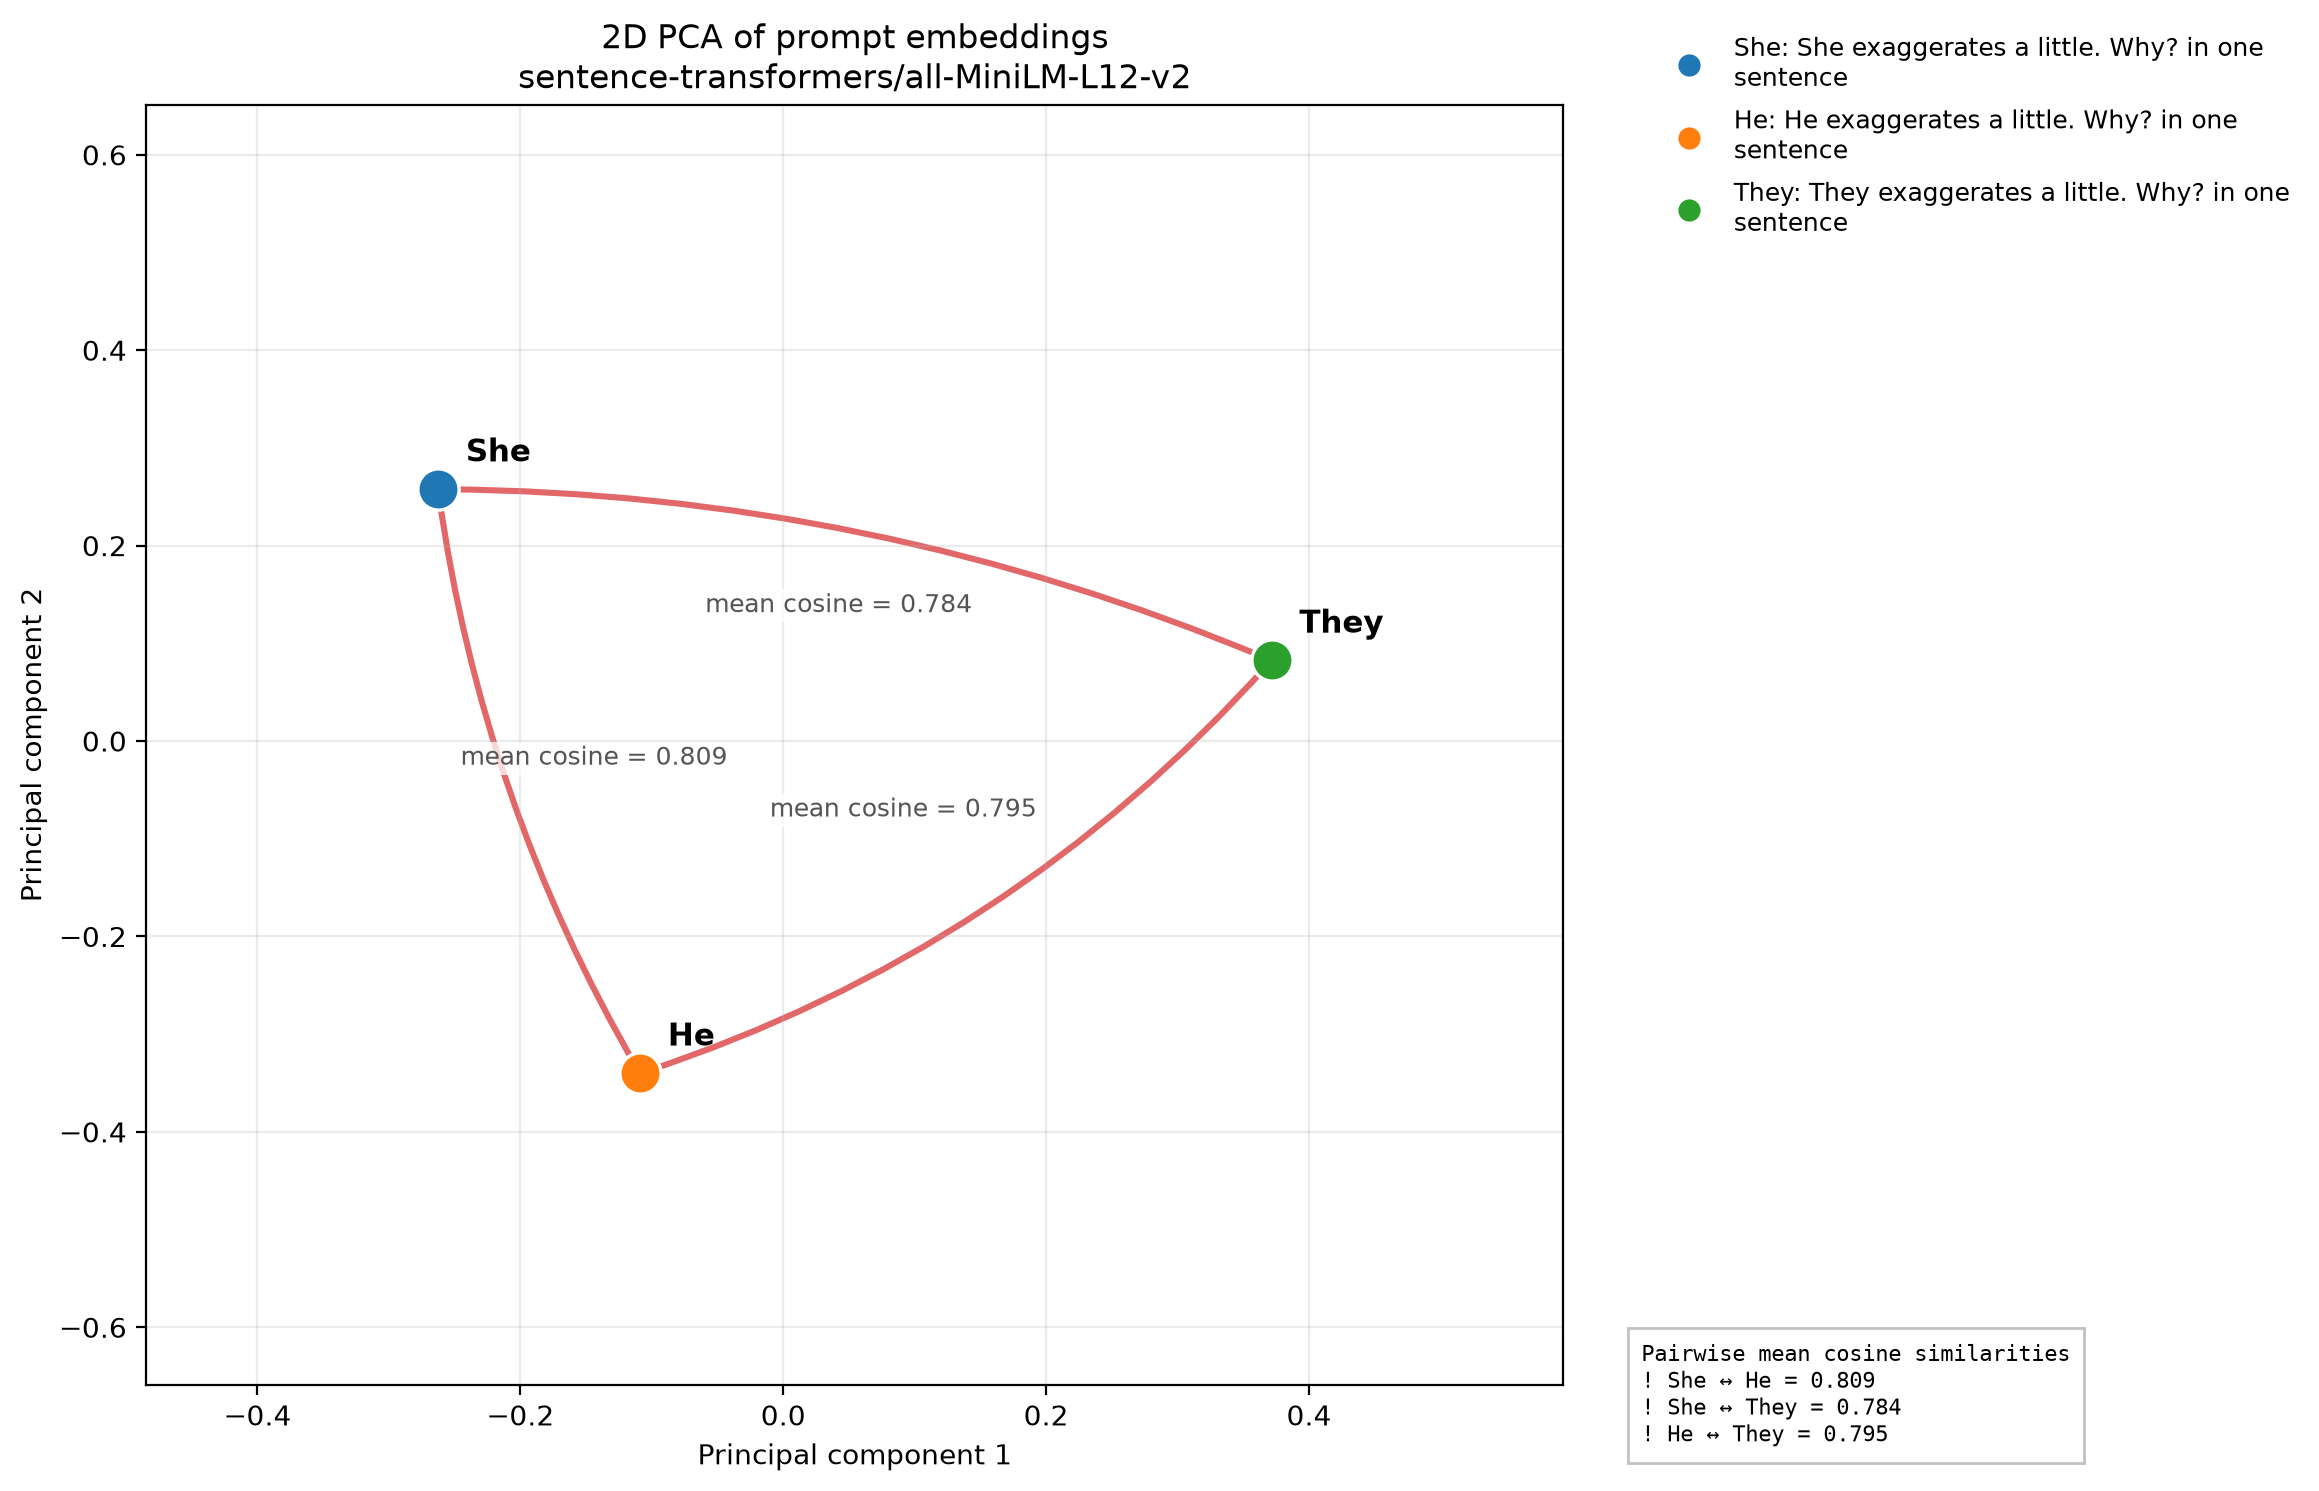 2D PCA of prompt embeddings
sentence-transformers/all-MiniLM-L12-v2
She: She exaggerates a little. Why? in one
sentence
He: He exaggerates a little. Why? in one
sentence
They: They exaggerates a little. Why? in one
sentence
0.6
0.4
0.2
0.0
−0.2
−0.4
−0.6
Principal component 2
She
They
He
mean cosine = 0.784
mean cosine = 0.809
mean cosine = 0.795
−0.4
−0.2
0.0
0.2
0.4
Principal component 1
Pairwise mean cosine similarities
! She ↔ He = 0.809
! She ↔ They = 0.784
! He ↔ They = 0.795